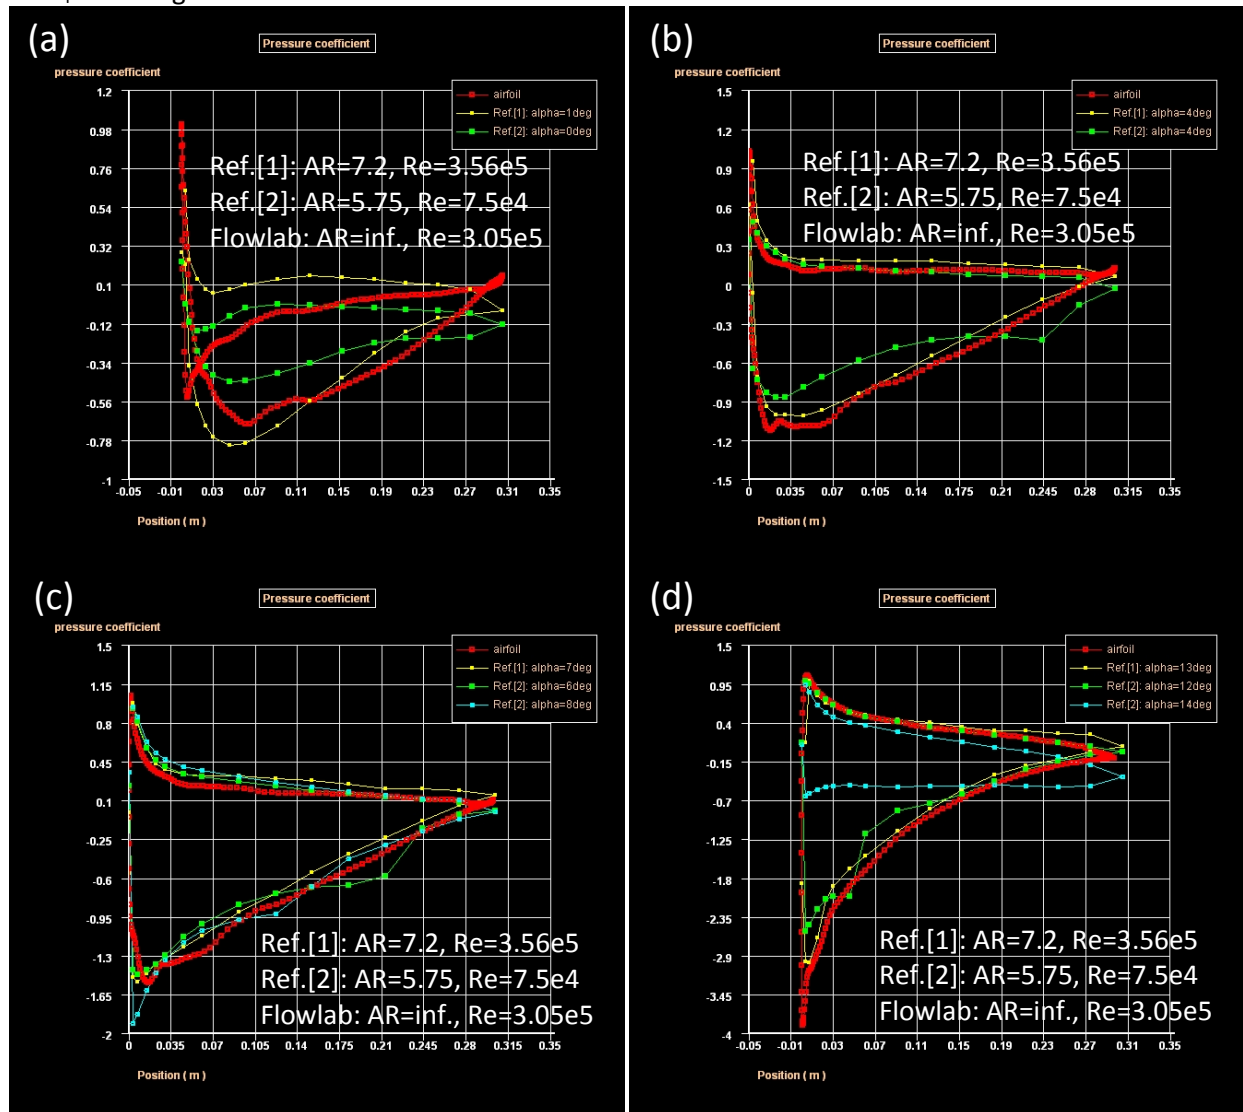 (a)
Pressure coefficient
pressure coefficient
airfoil
Ref.[1]: alpha=1deg
Ref.[2]: alpha=0deg
Ref.[1]: AR=7.2, Re=3.56e5
Ref.[2]: AR=5.75, Re=7.5e4
Flowlab: AR=inf., Re=3.05e5
1.2
0.98
0.76
0.54
0.32
0.1
-0.12
-0.34
-0.56
-0.78
-1
-0.05 -0.01 0.03 0.07 0.11 0.15 0.19 0.23 0.27 0.31 0.35
Position ( m )
(b)
Pressure coefficient
pressure coefficient
airfoil
Ref.[1]: alpha=4deg
Ref.[2]: alpha=4deg
Ref.[1]: AR=7.2, Re=3.56e5
Ref.[2]: AR=5.75, Re=7.5e4
Flowlab: AR=inf., Re=3.05e5
1.5
1.2
0.9
0.6
0.3
0
-0.3
-0.6
-0.9
-1.2
-1.5
0 0.035 0.07 0.105 0.14 0.175 0.21 0.245 0.28 0.315 0.35
Position ( m )
(c)
Pressure coefficient
pressure coefficient
airfoil
Ref.[1]: alpha=7deg
Ref.[2]: alpha=6deg
Ref.[2]: alpha=8deg
1.5
1.15
0.8
0.45
0.1
-0.25
-0.6
-0.95
-1.3
-1.65
-2
Ref.[1]: AR=7.2, Re=3.56e5
Ref.[2]: AR=5.75, Re=7.5e4
Flowlab: AR=inf., Re=3.05e5
0 0.035 0.07 0.105 0.14 0.175 0.21 0.245 0.28 0.315 0.35
Position ( m )
(d)
Pressure coefficient
pressure coefficient
airfoil
Ref.[1]: alpha=13deg
Ref.[2]: alpha=12deg
Ref.[2]: alpha=14deg
1.5
0.95
0.4
-0.15
-0.7
-1.25
-1.8
-2.35
-2.9
-3.45
-4
Ref.[1]: AR=7.2, Re=3.56e5
Ref.[2]: AR=5.75, Re=7.5e4
Flowlab: AR=inf., Re=3.05e5
-0.05 -0.01 0.03 0.07 0.11 0.15 0.19 0.23 0.27 0.31 0.35
Position ( m )